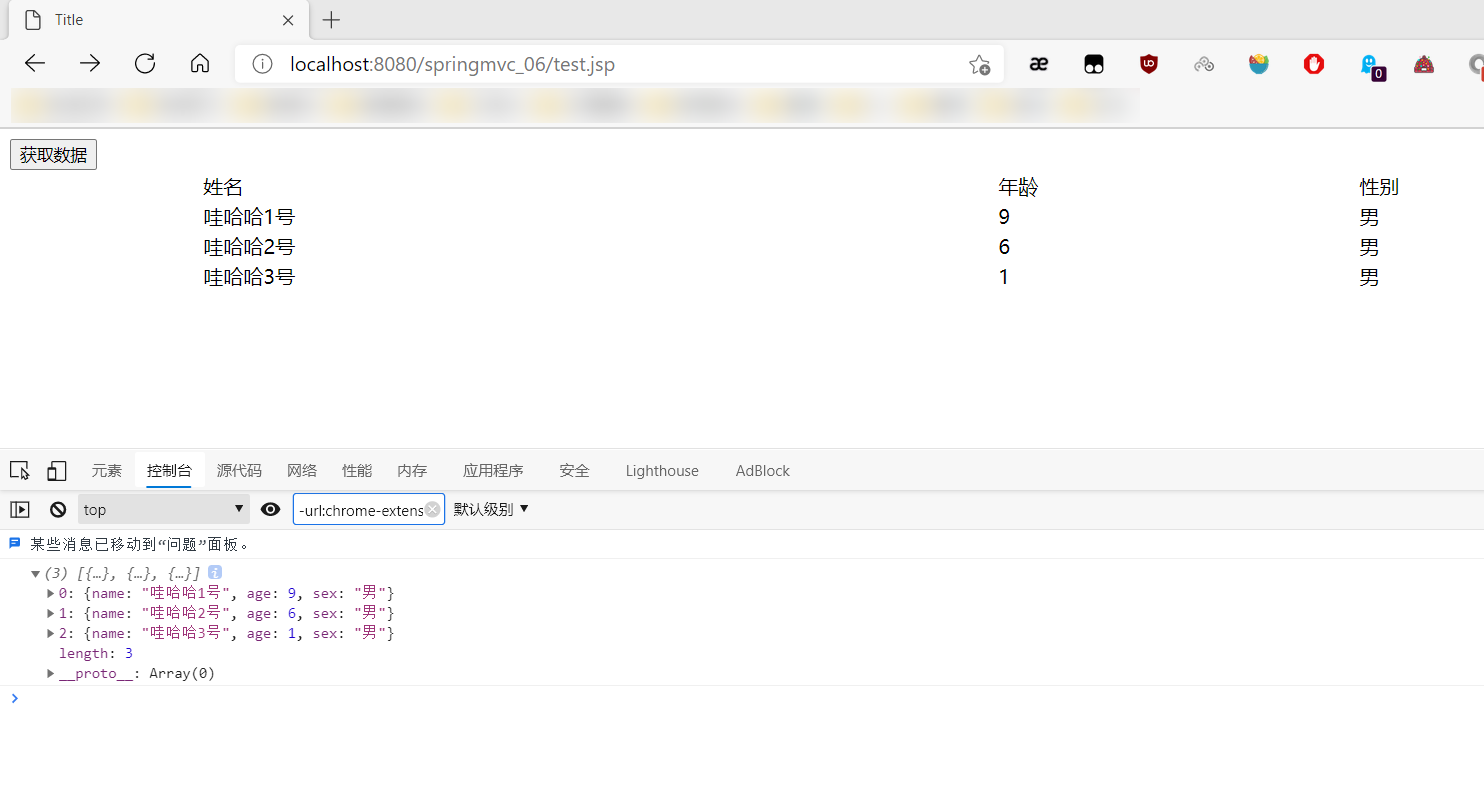 Title
localhost:8080/springmvc_06/test.jsp
0
获取数据
姓名 年龄 性别
哇哈哈1号 9 男
哇哈哈2号 6 男
哇哈哈3号 1 男
元素 控制台 源代码 网络 性能 内存 应用程序 安全 Lighthouse AdBlock
top -url:chrome-extens 默认级别
某些消息已移动到“问题”面板。
(3) [{…}, {…}, {…}]
0: {name: "哇哈哈1号", age: 9, sex: "男"}
1: {name: "哇哈哈2号", age: 6, sex: "男"}
2: {name: "哇哈哈3号", age: 1, sex: "男"}
length: 3
__proto__: Array(0)